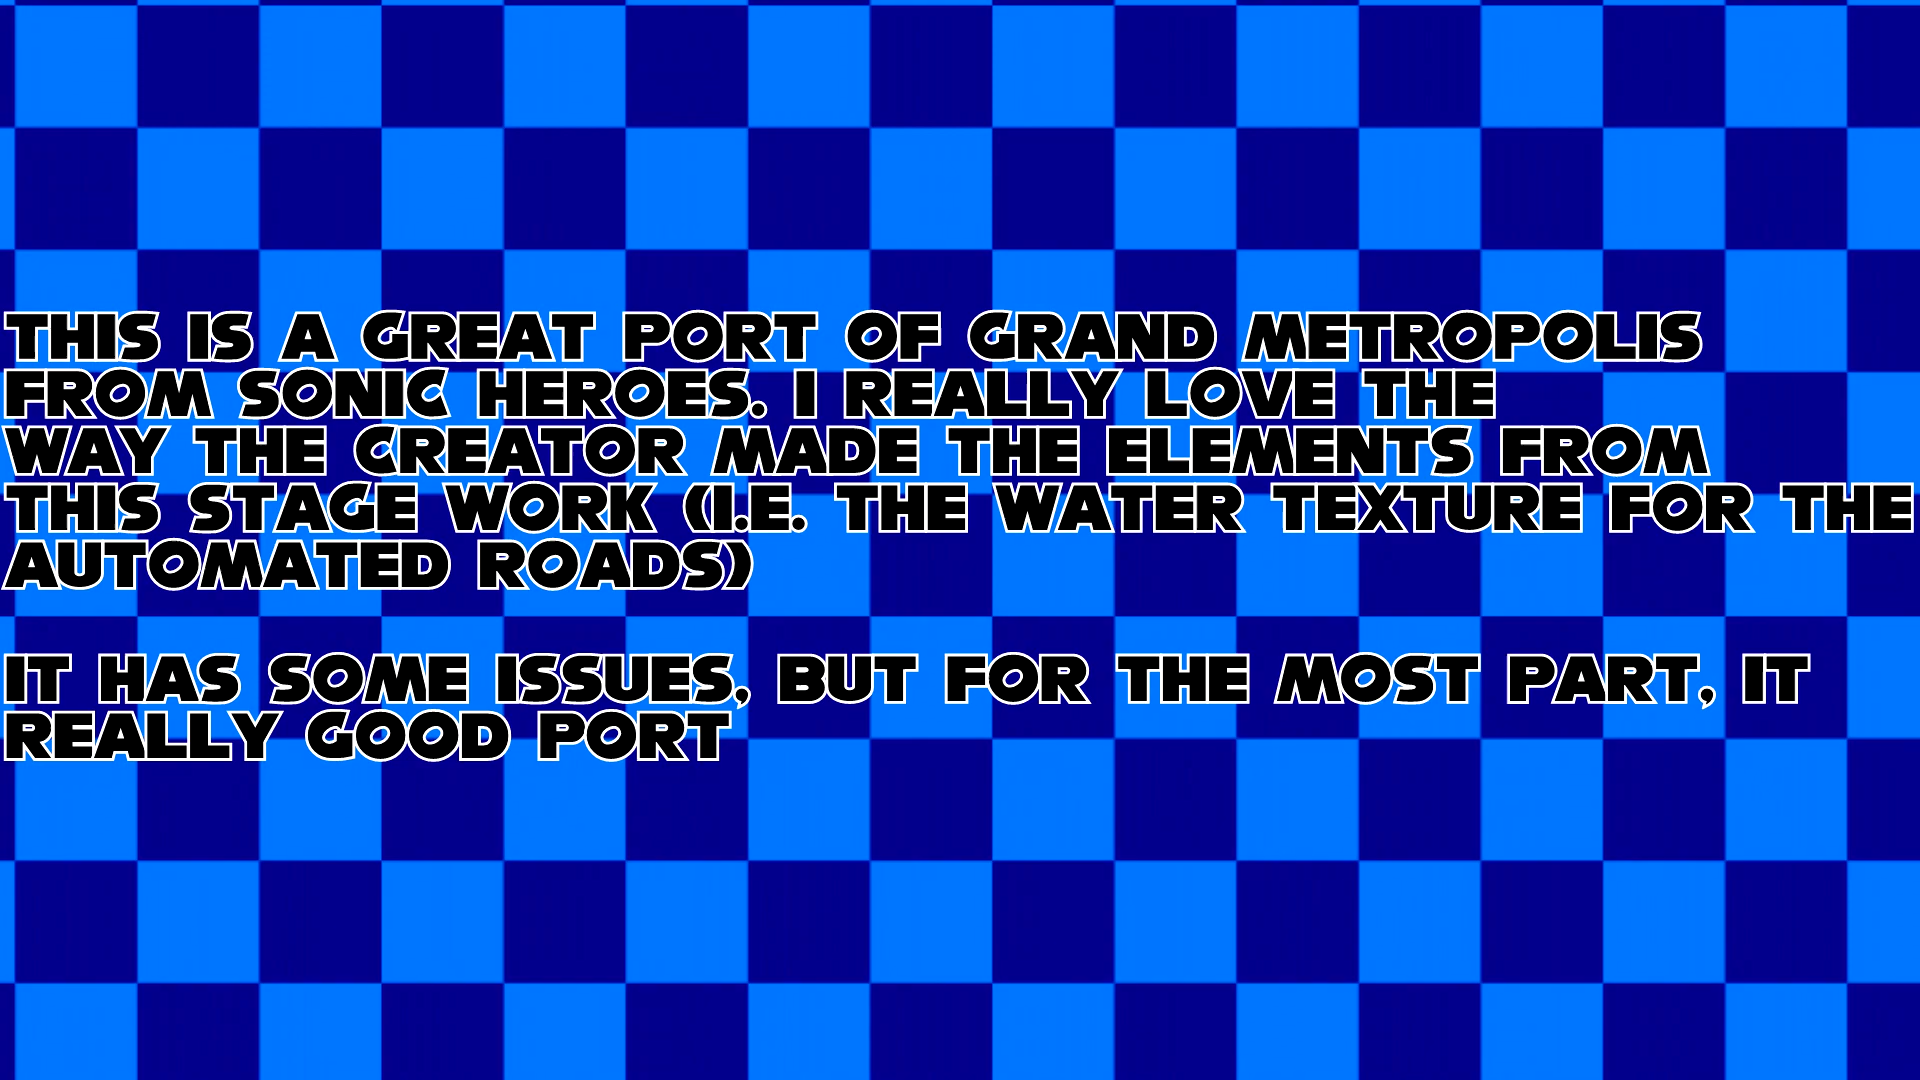 THIS IS A GREAT PORT OF GRAND METROPOLIS
FROM SONIC HEROES. I REALLY LOVE THE
WAY THE CREATOR MADE THE ELEMENTS FROM
THIS STAGE WORK (I.E. THE WATER TEXTURE FOR THE
AUTOMATED ROADS)
IT HAS SOME ISSUES, BUT FOR THE MOST PART, IT
REALLY GOOD PORT